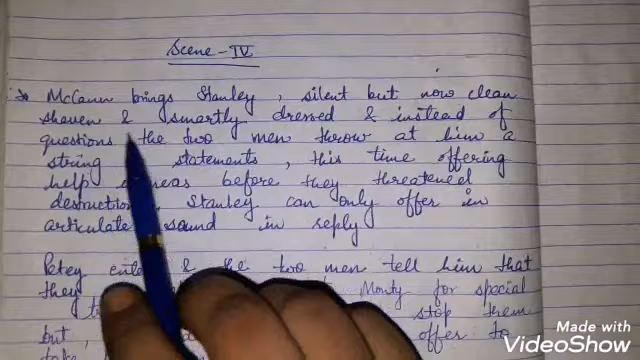 Scene-IV
McCann brings Stanley, silent but now clean
shaven & smartly dressed & instead of
questions the two men throw at him a
string statements, this time offering
help before they threatened
destruction Stanley can only offer in
articulate sound in reply
Petey & the two men tell him that
they Monty for special
stop them
but, offer to
Made with
VideoShow